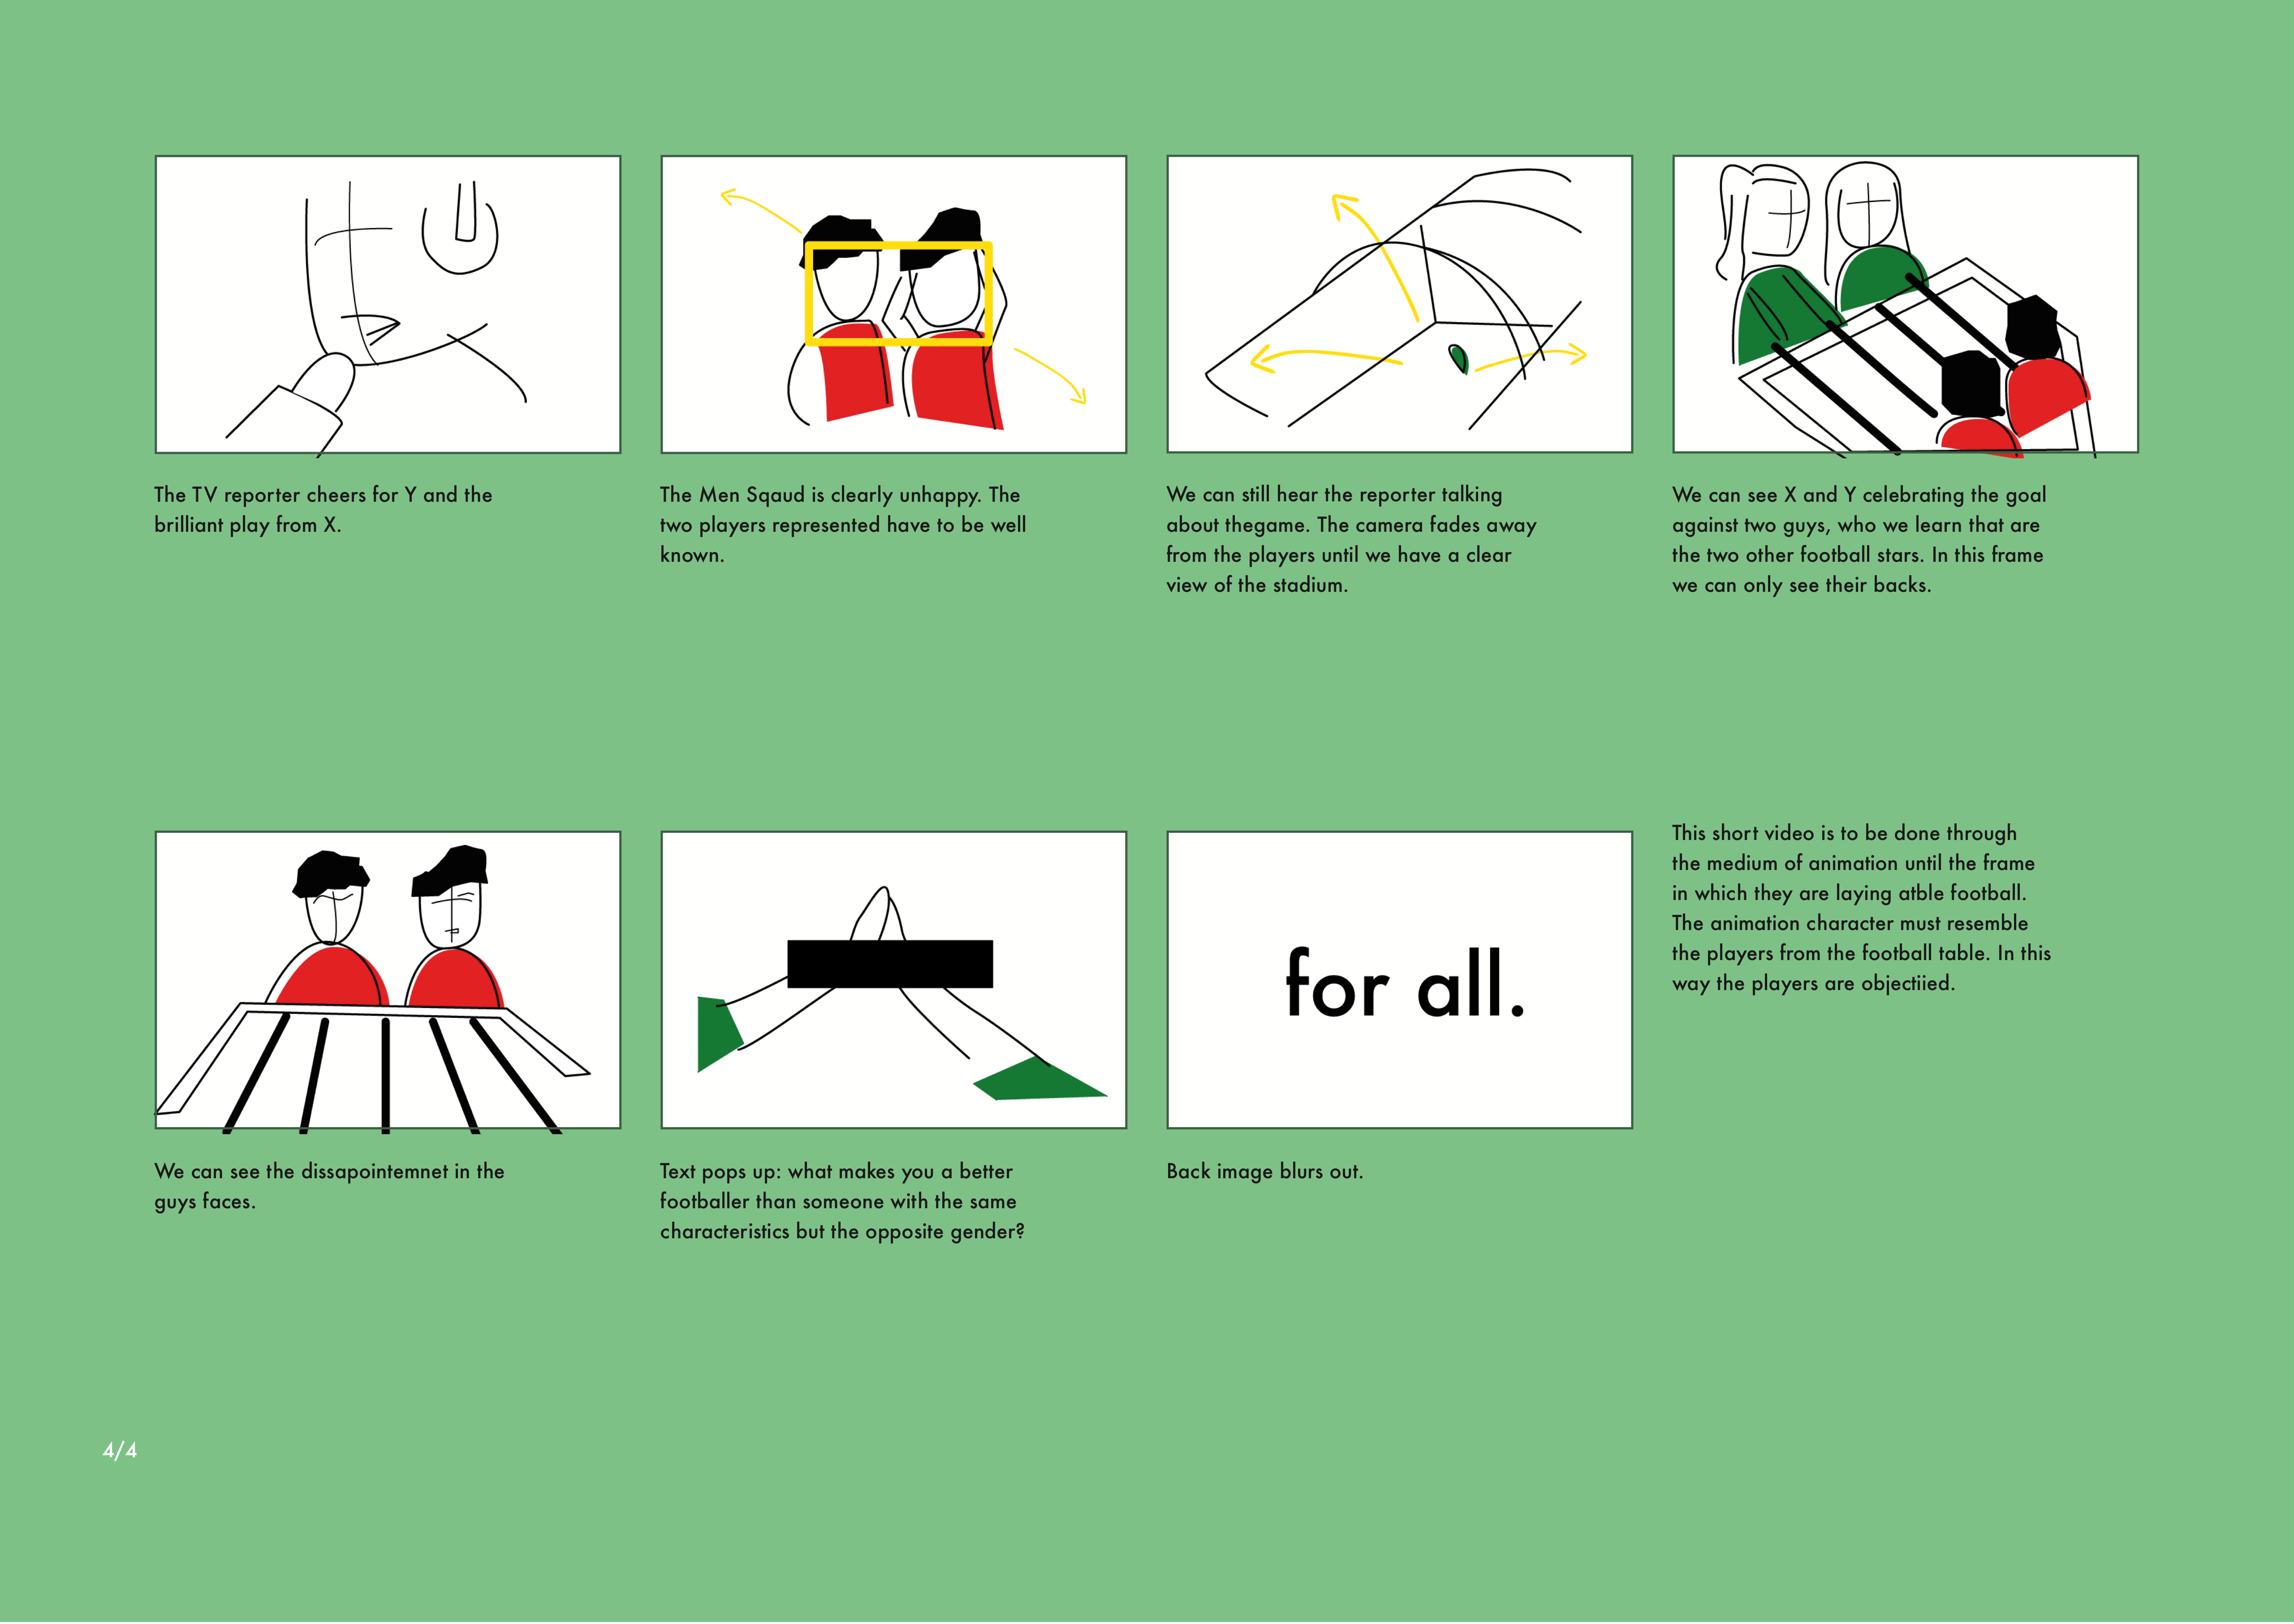 The TV reporter cheers for Y and the
brilliant play from X.
The Men Sqaud is clearly unhappy. The
two players represented have to be well
known.
We can still hear the reporter talking
about thegame. The camera fades away
from the players until we have a clear
view of the stadium.
We can see X and Y celebrating the goal
against two guys, who we learn that are
the two other football stars. In this frame
we can only see their backs.
We can see the dissapointemnet in the
guys faces.
Text pops up: what makes you a better
footballer than someone with the same
characteristics but the opposite gender?
for all.
Back image blurs out.
This short video is to be done through
the medium of animation until the frame
in which they are laying atble football.
The animation character must resemble
the players from the football table. In this
way the players are objectiied.
4/4